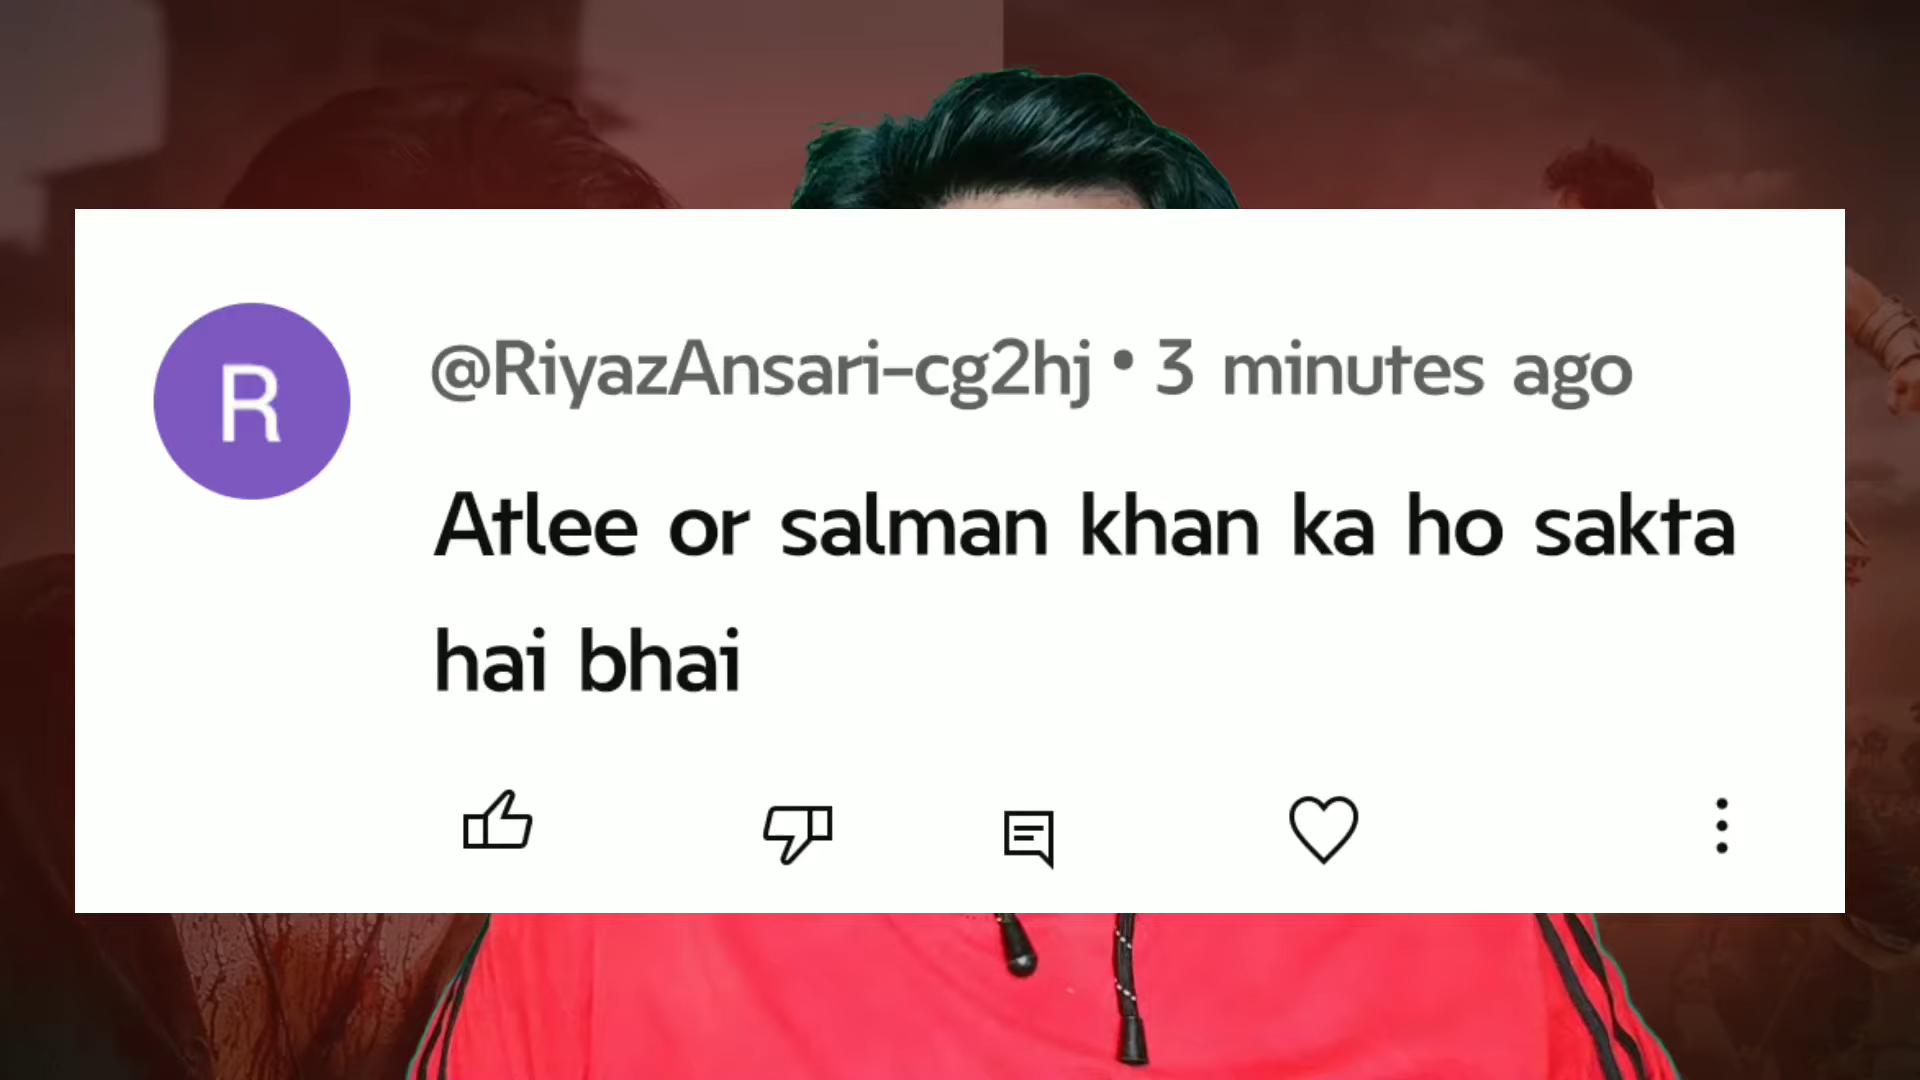 R
@RiyazAnsari-cg2hj • 3 minutes ago
Atlee or salman khan ka ho sakta
hai bhai